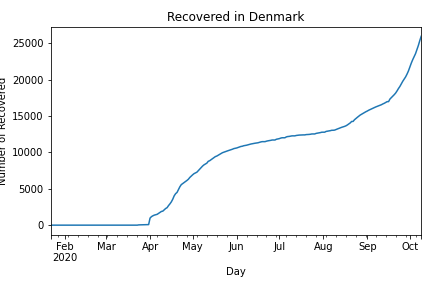 Recovered in Denmark
Number of Recovered
25000
20000
15000
10000
5000
0
Feb Mar Apr May Jun Jul Aug Sep Oct
2020
Day